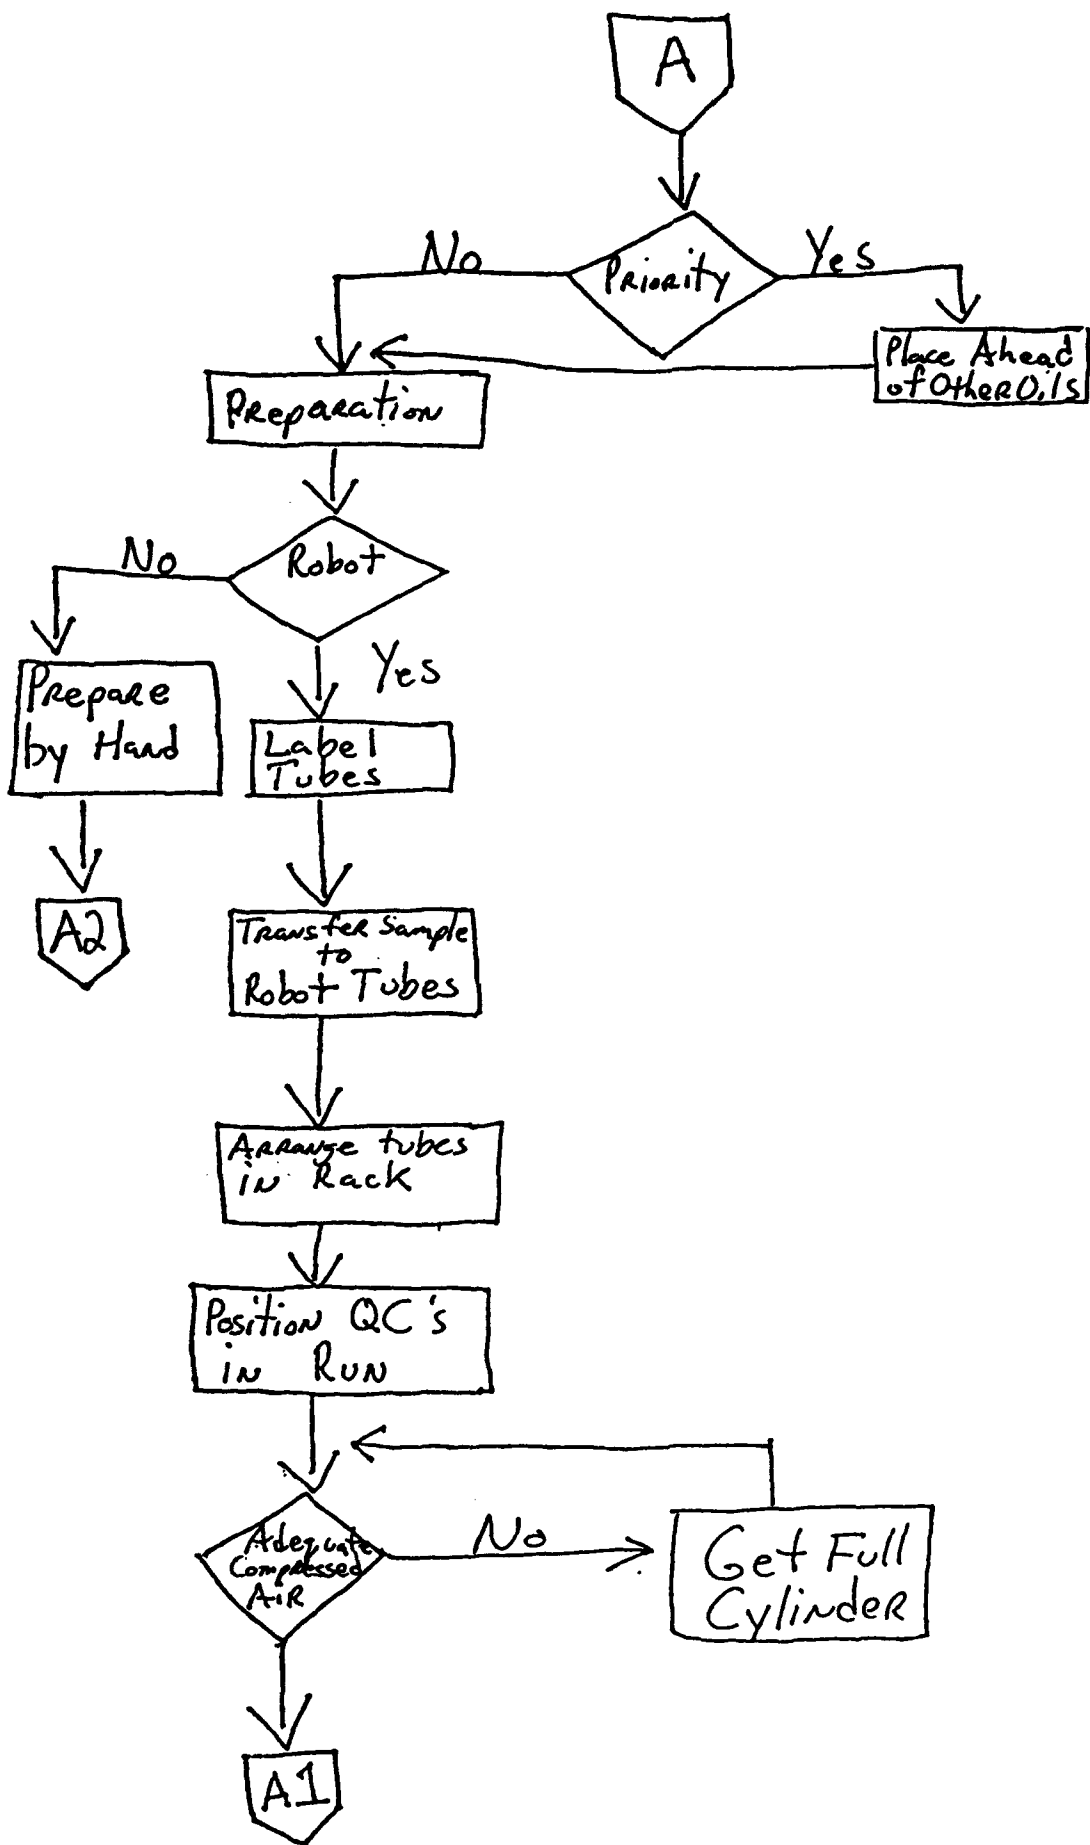 A
Priority
No
Yes
Place Ahead
of Other Oils
Preparation
Robot
No
Yes
Prepare
by Hand
Label
Tubes
A2
Transfer Sample
to
Robot Tubes
Arrange tubes
in Rack
Position QC's
in Run
Adequate
Compressed
Air
No
Get Full
Cylinder
A1